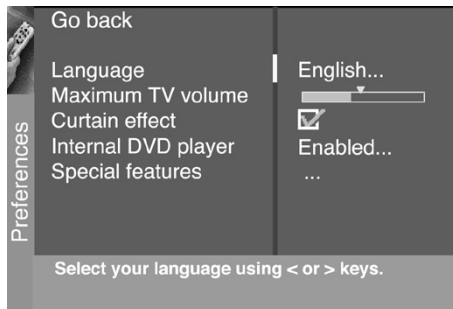 Go back
Language English...
Maximum TV volume
Curtain effect
Internal DVD player Enabled...
Special features ...
Preferences
Select your language using < or > keys.